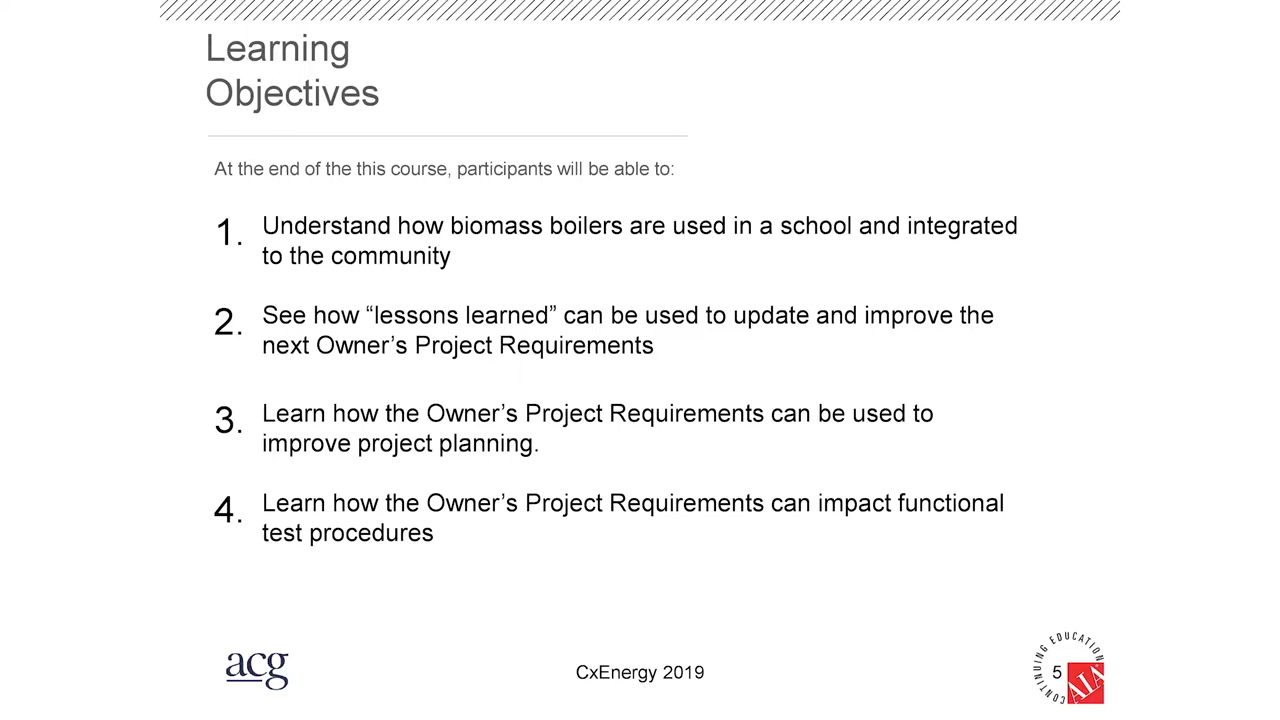 Learning
Objectives
At the end of the this course, participants will be able to:
1. Understand how biomass boilers are used in a school and integrated
to the community
2. See how “lessons learned” can be used to update and improve the
next Owner’s Project Requirements
3. Learn how the Owner’s Project Requirements can be used to
improve project planning.
4. Learn how the Owner’s Project Requirements can impact functional
test procedures
acg
CxEnergy 2019
CONTINUING EDUCATION
5
AIA